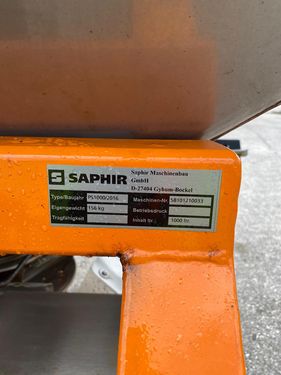 SAPHIR
Saphir Maschinenbau
GmbH
D-27404 Gyhum-Bockel
Type/Baujahr PS1000/2016 Maschinen-Nr. 58101210033
Eigengewicht 156 kg Betriebsdruck
Tragfähigkeit Inhalt ltr. 1000 ltr.